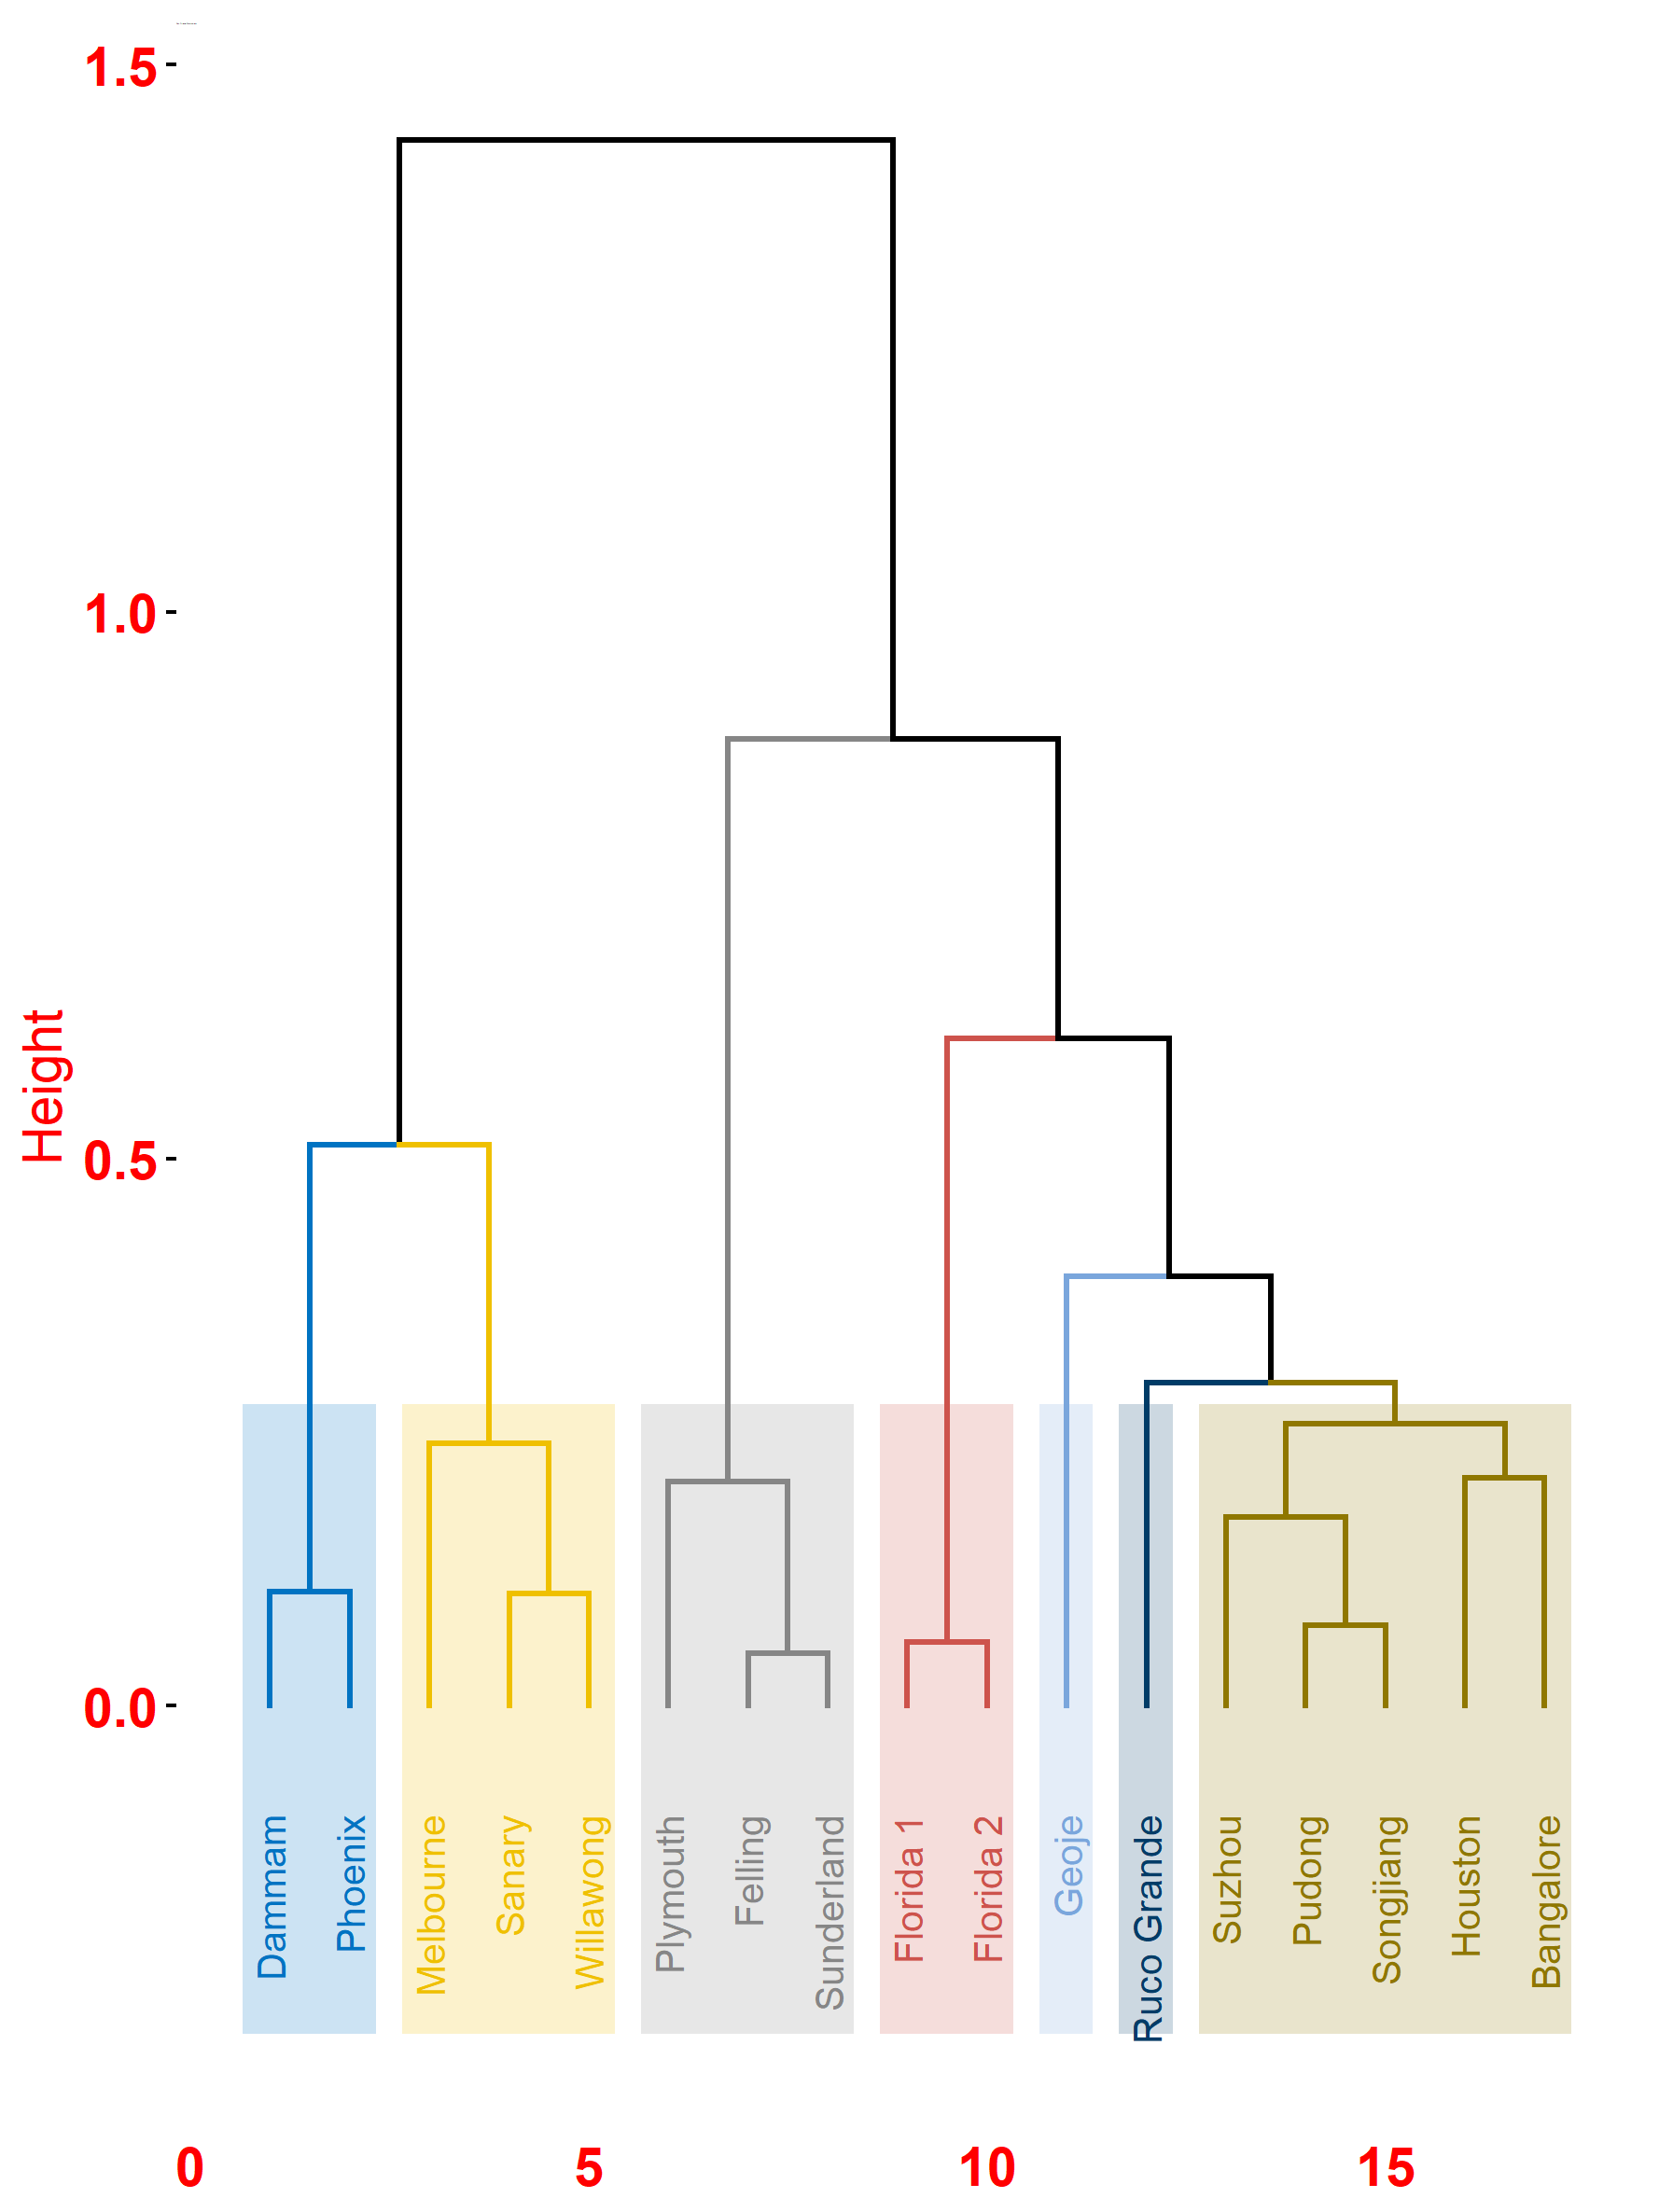 1.5
1.0
0.5
0.0
Height
Dammam
Phoenix
Melbourne
Sanary
Willawong
Plymouth
Felling
Sunderland
Florida 1
Florida 2
Geoje
Ruco Grande
Suzhou
Pudong
Songjiang
Houston
Bangalore
0
5
10
15